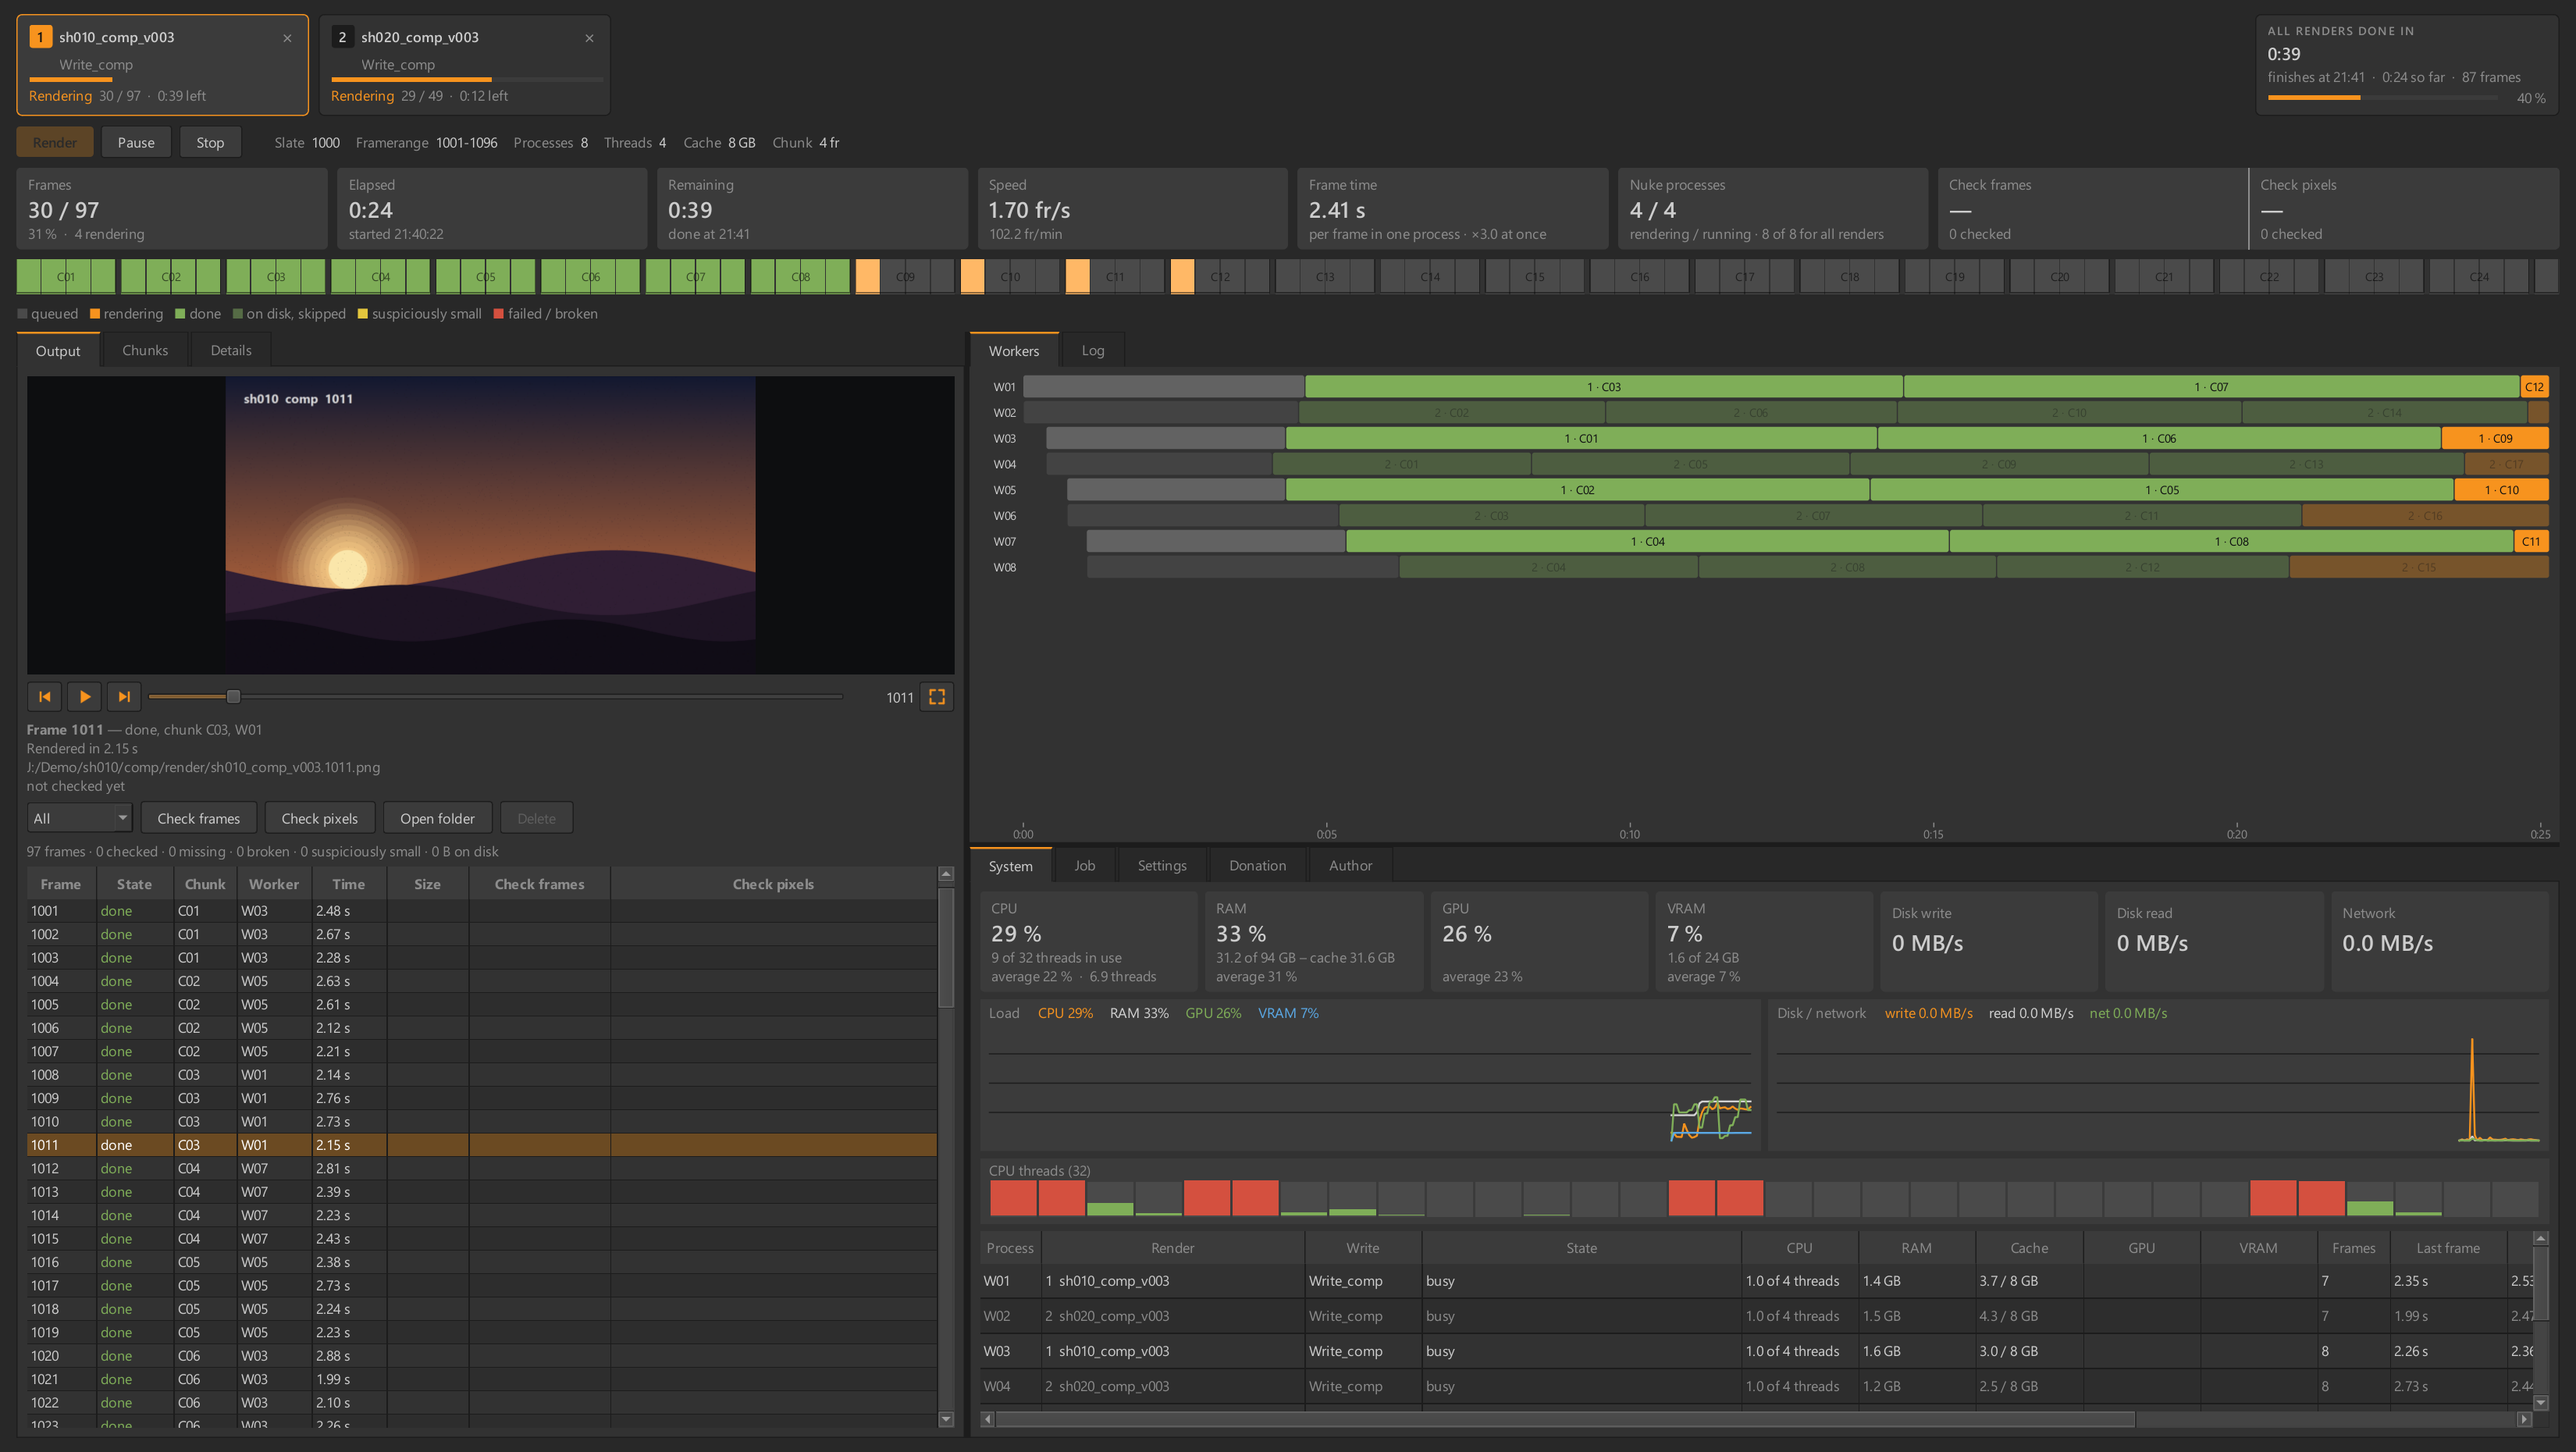 1 sh010_comp_v003 ×
Write_comp
Rendering 30 / 97 · 0:39 left
2 sh020_comp_v003 ×
Write_comp
Rendering 29 / 49 · 0:12 left
ALL RENDERS DONE IN
0:39
finishes at 21:41 · 0:24 so far · 87 frames
40 %
Render Pause Stop Slate 1000 Framerange 1001-1096 Processes 8 Threads 4 Cache 8 GB Chunk 4 fr
Frames
30 / 97
31 % · 4 rendering
Elapsed
0:24
started 21:40:22
Remaining
0:39
done at 21:41
Speed
1.70 fr/s
102.2 fr/min
Frame time
2.41 s
per frame in one process · ×3.0 at once
Nuke processes
4 / 4
rendering / running · 8 of 8 for all renders
Check frames
—
0 checked
Check pixels
—
0 checked
C01 C02 C03 C04 C05 C06 C07 C08 C09 C10 C11 C12 C13 C14 C15 C16 C17 C18 C19 C20 C21 C22 C23 C24
queued rendering done on disk, skipped suspiciously small failed / broken
Output Chunks Details
sh010 comp 1011
1011
Frame 1011 — done, chunk C03, W01
Rendered in 2.15 s
J:/Demo/sh010/comp/render/sh010_comp_v003.1011.png
not checked yet
All Check frames Check pixels Open folder Delete
97 frames · 0 checked · 0 missing · 0 broken · 0 suspiciously small · 0 B on disk
Frame State Chunk Worker Time Size Check frames Check pixels
1001 done C01 W03 2.48 s
1002 done C01 W03 2.67 s
1003 done C01 W03 2.28 s
1004 done C02 W05 2.63 s
1005 done C02 W05 2.61 s
1006 done C02 W05 2.12 s
1007 done C02 W05 2.21 s
1008 done C03 W01 2.14 s
1009 done C03 W01 2.76 s
1010 done C03 W01 2.73 s
1011 done C03 W01 2.15 s
1012 done C04 W07 2.81 s
1013 done C04 W07 2.39 s
1014 done C04 W07 2.23 s
1015 done C04 W07 2.43 s
1016 done C05 W05 2.38 s
1017 done C05 W05 2.73 s
1018 done C05 W05 2.24 s
1019 done C05 W05 2.23 s
1020 done C06 W03 2.88 s
1021 done C06 W03 1.99 s
1022 done C06 W03 2.10 s
1023 done C06 W03 2.26 s
Workers Log
W01 1 · C03 1 · C07 C12
W02 2 · C02 2 · C06 2 · C10 2 · C14
W03 1 · C01 1 · C06 1 · C09
W04 2 · C01 2 · C05 2 · C09 2 · C13 2 · C17
W05 1 · C02 1 · C05 1 · C10
W06 2 · C03 2 · C07 2 · C11 2 · C16
W07 1 · C04 1 · C08 C11
W08 2 · C04 2 · C08 2 · C12 2 · C15
0:00 0:05 0:10 0:15 0:20 0:25
System Job Settings Donation Author
CPU
29 %
9 of 32 threads in use
average 22 % · 6.9 threads
RAM
33 %
31.2 of 94 GB – cache 31.6 GB
average 31 %
GPU
26 %
average 23 %
VRAM
7 %
1.6 of 24 GB
average 7 %
Disk write
0 MB/s
Disk read
0 MB/s
Network
0.0 MB/s
Load CPU 29% RAM 33% GPU 26% VRAM 7%
Disk / network write 0.0 MB/s read 0.0 MB/s net 0.0 MB/s
CPU threads (32)
Process Render Write State CPU RAM Cache GPU VRAM Frames Last frame
W01 1 sh010_comp_v003 Write_comp busy 1.0 of 4 threads 1.4 GB 3.7 / 8 GB 7 2.35 s 2.53
W02 2 sh020_comp_v003 Write_comp busy 1.0 of 4 threads 1.5 GB 4.3 / 8 GB 7 1.99 s 2.47
W03 1 sh010_comp_v003 Write_comp busy 1.0 of 4 threads 1.6 GB 3.0 / 8 GB 8 2.26 s 2.36
W04 2 sh020_comp_v003 Write_comp busy 1.0 of 4 threads 1.2 GB 2.5 / 8 GB 8 2.73 s 2.44